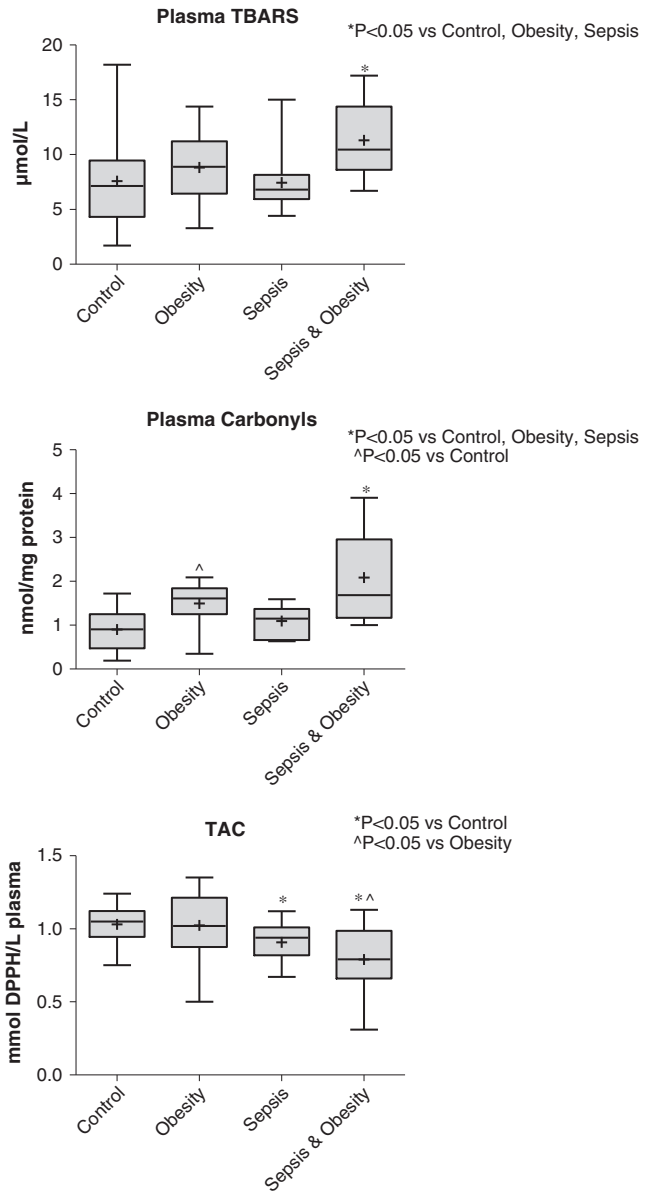 Plasma TBARS
*P<0.05 vs Control, Obesity, Sepsis
μmol/L
20
15
10
5
0
*
Control
Obesity
Sepsis
Sepsis & Obesity
Plasma Carbonyls
*P<0.05 vs Control, Obesity, Sepsis
^P<0.05 vs Control
nmol/mg protein
5
4
3
2
1
0
^
*
Control
Obesity
Sepsis
Sepsis & Obesity
TAC
*P<0.05 vs Control
^P<0.05 vs Obesity
mmol DPPH/L plasma
1.5
1.0
0.5
0.0
*
*^
Control
Obesity
Sepsis
Sepsis & Obesity